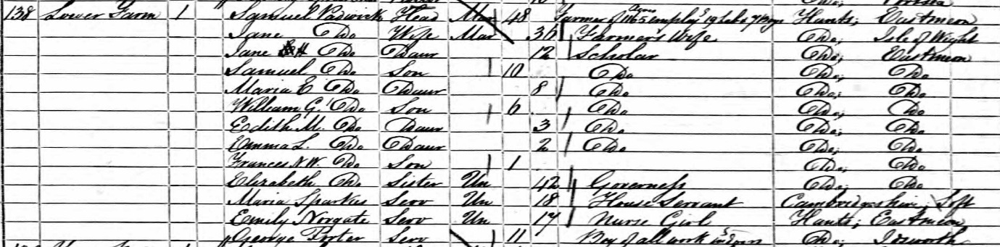 138 Lower Farm 1 Samuel Pedwick Head Mar 48 Farmer of 1165 Acres employs 19 Labs 7 Boys Hants; Eastmeon
Jane Do Wife Mar 36 Farmer's Wife Do; Isle of Wight
Jane H Do Daur 12 Scholar Do; Eastmeon
Samuel Do Son 10 Do Do; Do
Maria E Do Daur 8 Do Do; Do
William G. Do Son 6 Do Do; Do
Edith M. Do Daur 3 Do Do; Do
Emma L. Do Daur 2 Do Do; Do
Frances N.W. Do Son 1 Do; Do
Elizabeth Do Sister Un 42 Governess Do; Do
Maria Sparkes Serv Un 18 House Servant Cambridgeshire;
Emily Norgate Serv Un 17 Nurse Girl Hants; Eastmeon
George Porter Serv 11 Boy of all work indoors Do; Idsworth